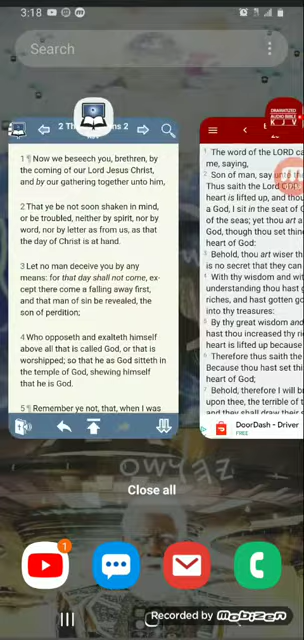 3:18
Search
2 Th
ns 2
1 ¶ Now we beseech you, brethren, by
the coming of our Lord Jesus Christ,
and by our gathering together unto him,
2 That ye be not soon shaken in mind,
or be troubled, neither by spirit, nor by
word, nor by letter as from us, as that
the day of Christ is at hand.
3 Let no man deceive you by any
means: for that day shall not come, ex-
cept there come a falling away first,
and that man of sin be revealed, the
son of perdition;
4 Who opposeth and exalteth himself
above all that is called God, or that is
worshipped; so that he as God sitteth in
the temple of God, shewing himself
that he is God.
5 ¶ Remember ye not, that, when I was
DRAMATIZED
AUDIO BIBLE
K J V
1 The word of the LORD ca
me, saying,
2 Son of man, say unto th
Thus saith the Lord GOD
heart is lifted up, and thou
a God, I sit in the seat of G
of the seas; yet thou art a
God, though thou set thin
heart of God:
3 Behold, thou art wiser th
is no secret that they can
4 With thy wisdom and wit
understanding thou hast g
riches, and hast gotten go
into thy treasures:
5 By thy great wisdom and
hast thou increased thy ri
heart is lifted up because
6 Therefore thus saith the L
Because thou hast set thi
heart of God;
7 Behold, therefore I will br
upon thee, the terrible of t
and they shall draw their s
DoorDash - Driver
FREE
Close all
1
Recorded by mobizen